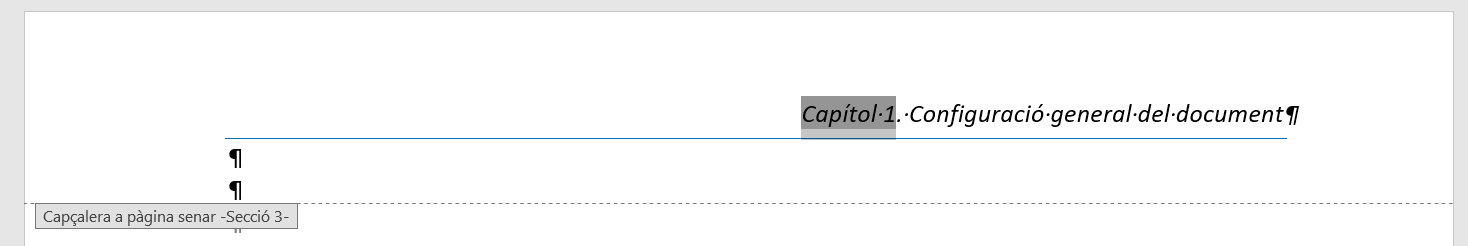 Capítol·1.·Configuració·general·del·document¶
¶
¶
Capçalera a pàgina senar -Secció 3-